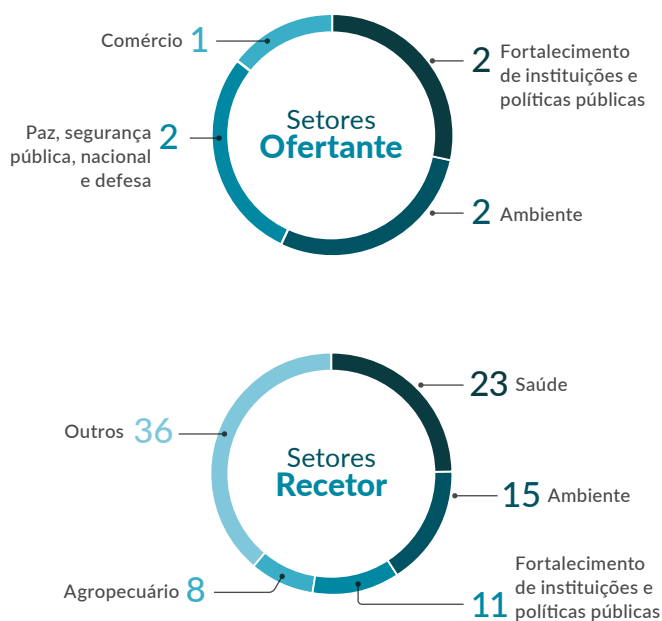 Comércio 1
2 Fortalecimento
de instituições e
políticas públicas
Setores
Ofertante
Paz, segurança 2
pública, nacional
e defesa
2 Ambiente
23 Saúde
Outros 36
Setores
Recetor
15 Ambiente
Fortalecimento
de instituições e
11 políticas públicas
Agropecuário 8